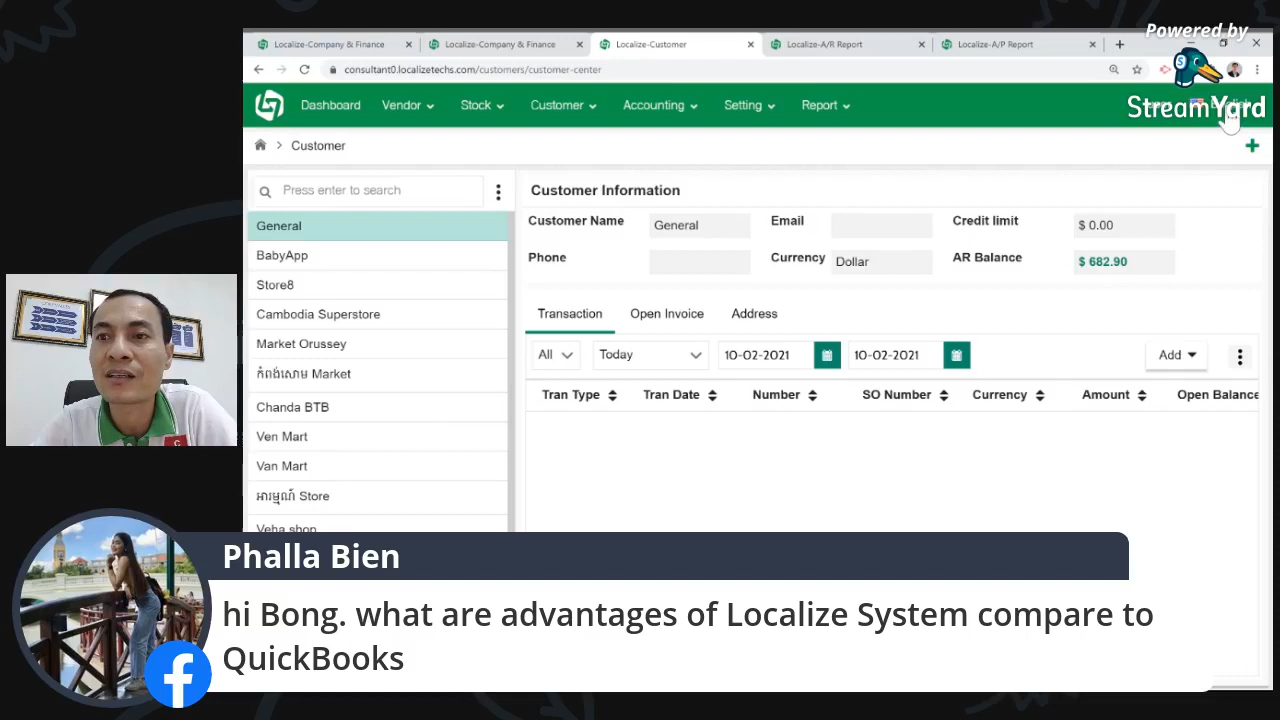 Powered by
StreamYard
Localize-Company & Finance
Localize-Company & Finance
Localize-Customer
Localize-A/R Report
Localize-A/P Report
consultant0.localizetechs.com/customers/customer-center
Dashboard Vendor Stock Customer Accounting Setting Report
Customer
Press enter to search
General
BabyApp
Store8
Cambodia Superstore
Market Orussey
កំពង់សោម Market
Chanda BTB
Ven Mart
Van Mart
អារម្មណ៍ Store
Veha shop
Customer Information
Customer Name General Email Credit limit $ 0.00
Phone Currency Dollar AR Balance $ 682.90
Transaction Open Invoice Address
All Today 10-02-2021 10-02-2021 Add
Tran Type Tran Date Number SO Number Currency Amount Open Balance
Phalla Bien
hi Bong. what are advantages of Localize System compare to
QuickBooks